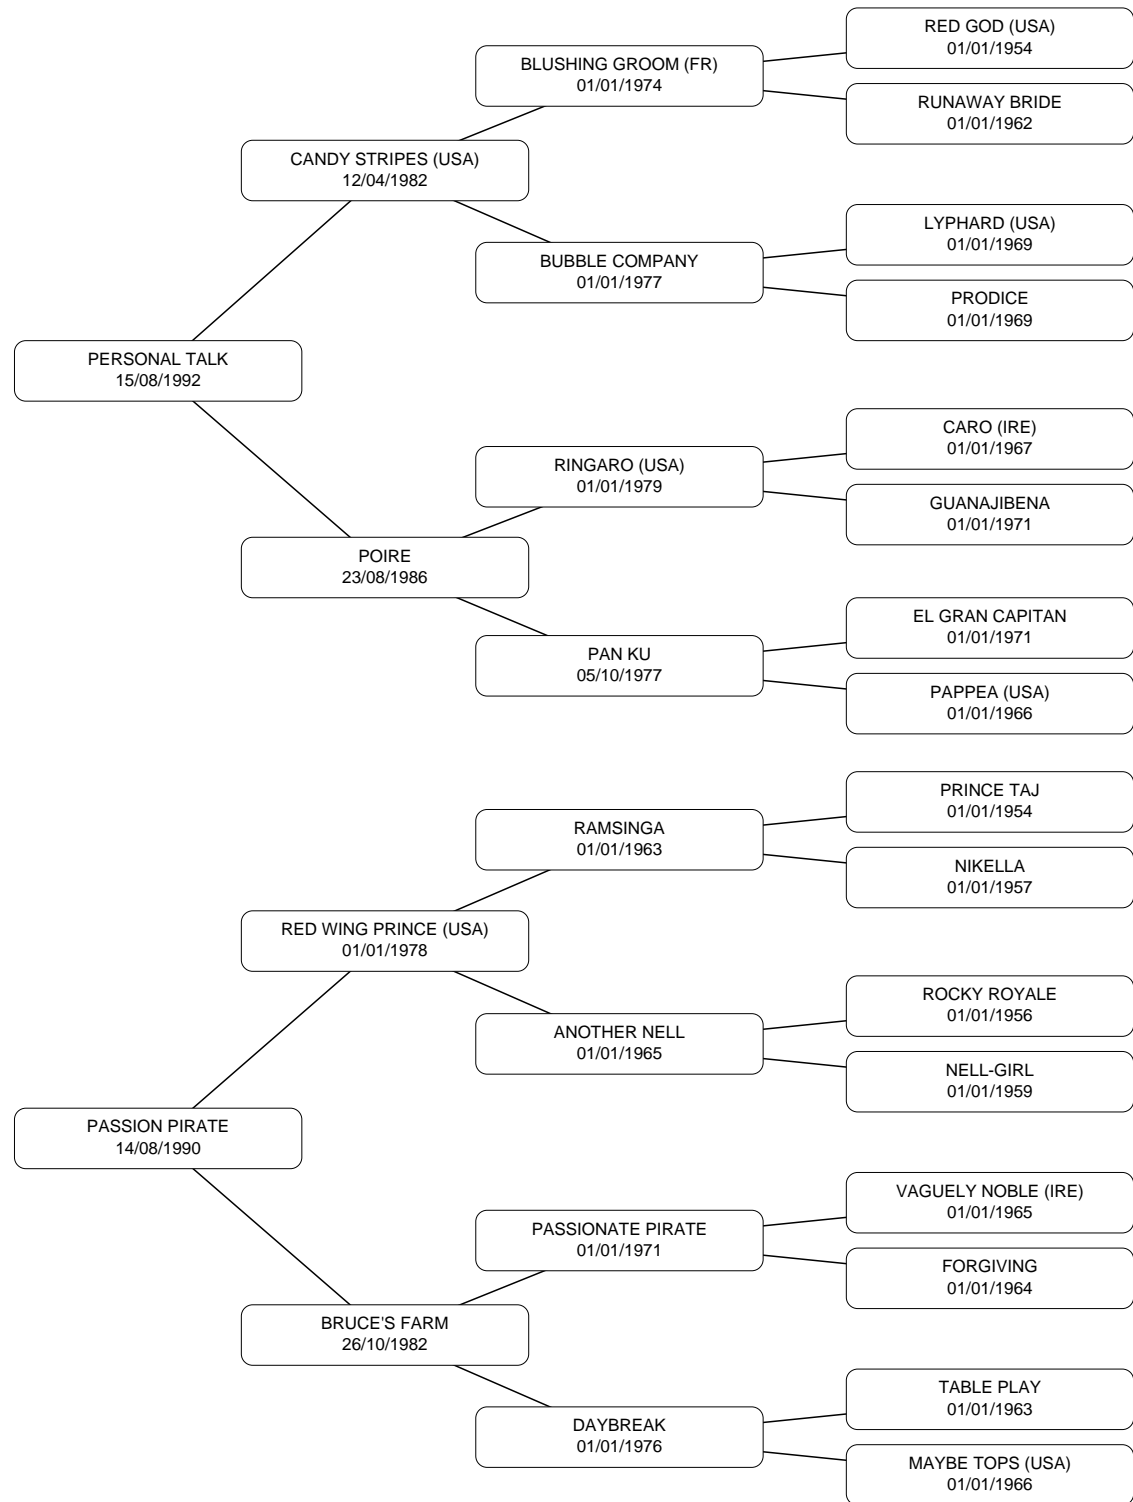 RED GOD (USA)
01/01/1954
BLUSHING GROOM (FR)
01/01/1974
RUNAWAY BRIDE
01/01/1962
CANDY STRIPES (USA)
12/04/1982
LYPHARD (USA)
01/01/1969
BUBBLE COMPANY
01/01/1977
PRODICE
01/01/1969
PERSONAL TALK
15/08/1992
CARO (IRE)
01/01/1967
RINGARO (USA)
01/01/1979
GUANAJIBENA
01/01/1971
POIRE
23/08/1986
EL GRAN CAPITAN
01/01/1971
PAN KU
05/10/1977
PAPPEA (USA)
01/01/1966
PRINCE TAJ
01/01/1954
RAMSINGA
01/01/1963
NIKELLA
01/01/1957
RED WING PRINCE (USA)
01/01/1978
ROCKY ROYALE
01/01/1956
ANOTHER NELL
01/01/1965
NELL-GIRL
01/01/1959
PASSION PIRATE
14/08/1990
VAGUELY NOBLE (IRE)
01/01/1965
PASSIONATE PIRATE
01/01/1971
FORGIVING
01/01/1964
BRUCE'S FARM
26/10/1982
TABLE PLAY
01/01/1963
DAYBREAK
01/01/1976
MAYBE TOPS (USA)
01/01/1966